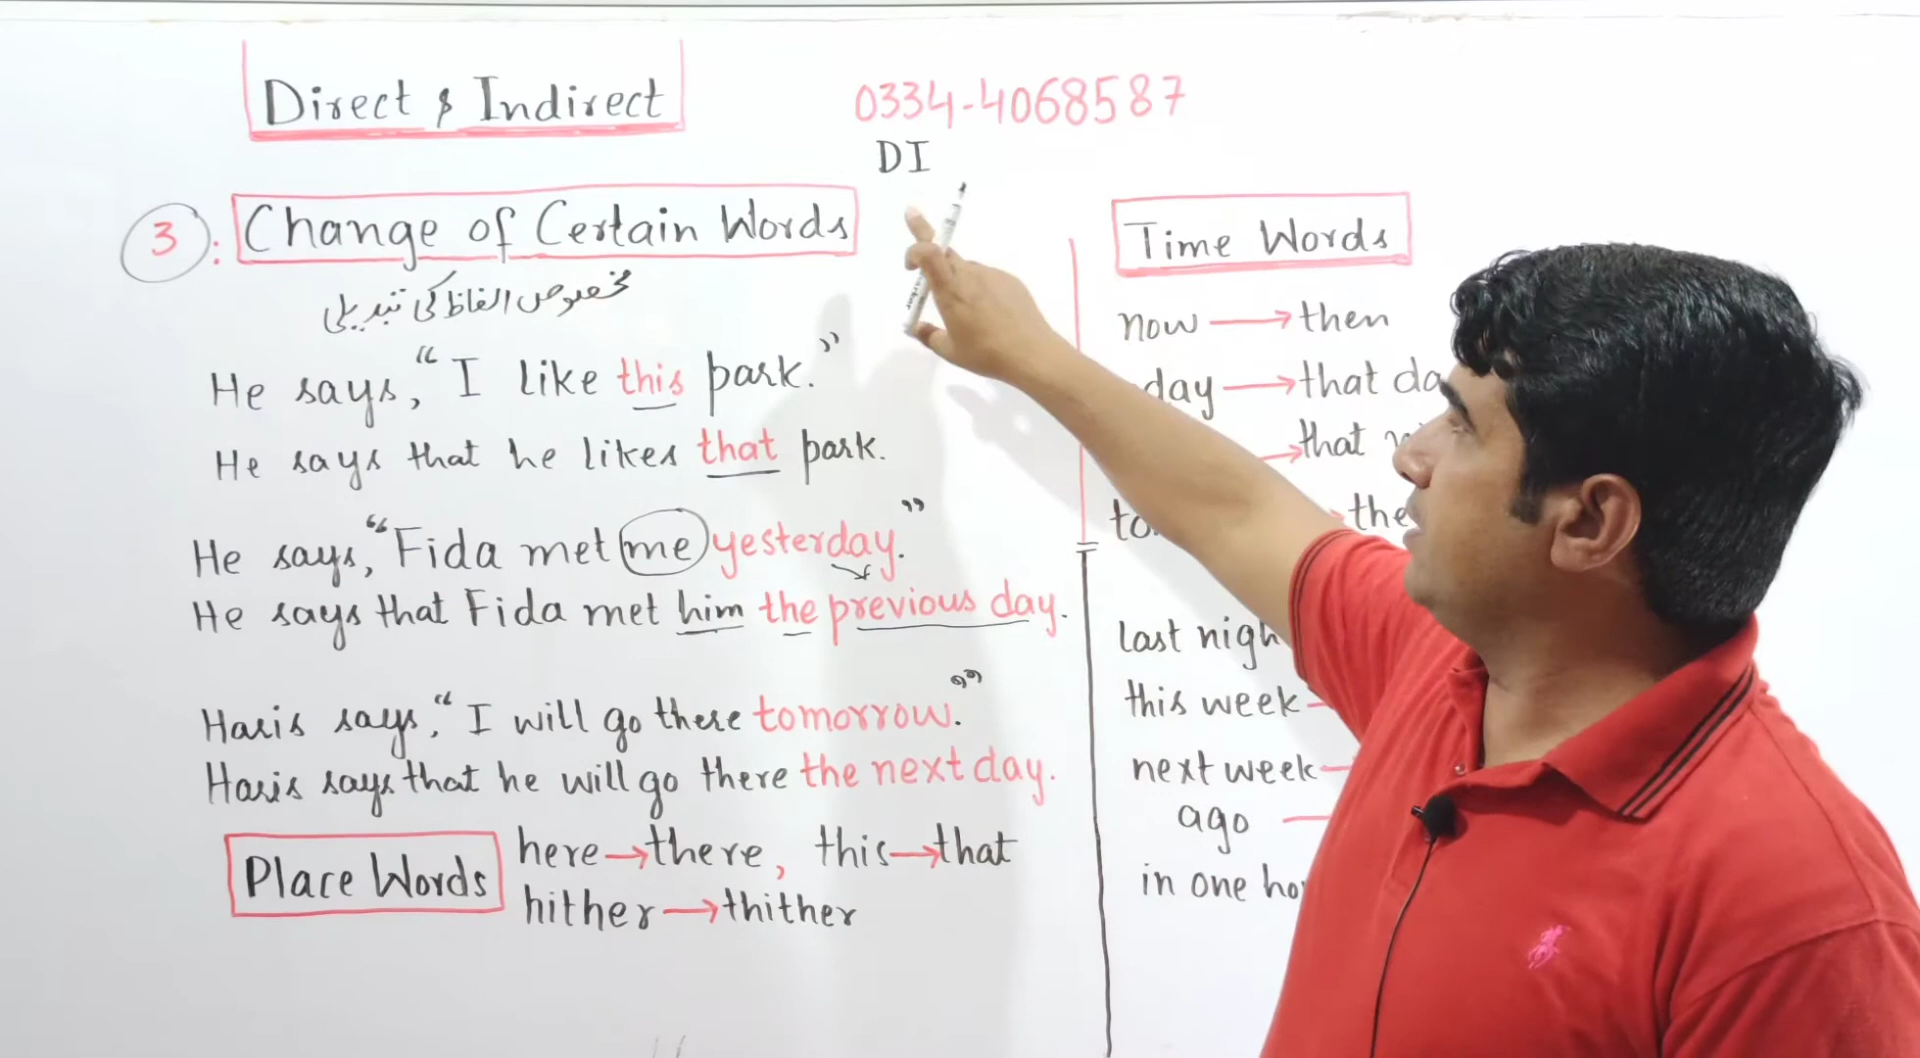 Direct & Indirect
0334-4068587
DI
3: Change of Certain Words
مخصوص الفاظ کی تبدیلی
He says, “I like this park.”
He says that he likes that park.
He says, “Fida met me yesterday.”
He says that Fida met him the previous day.
Haris says, “I will go there tomorrow.”
Haris says that he will go there the next day.
Place Words
here→there, this→that
hither→thither
Time Words
now→then
day→that da
→that
to
→the
last nigh
this week
next week
ago
in one ho